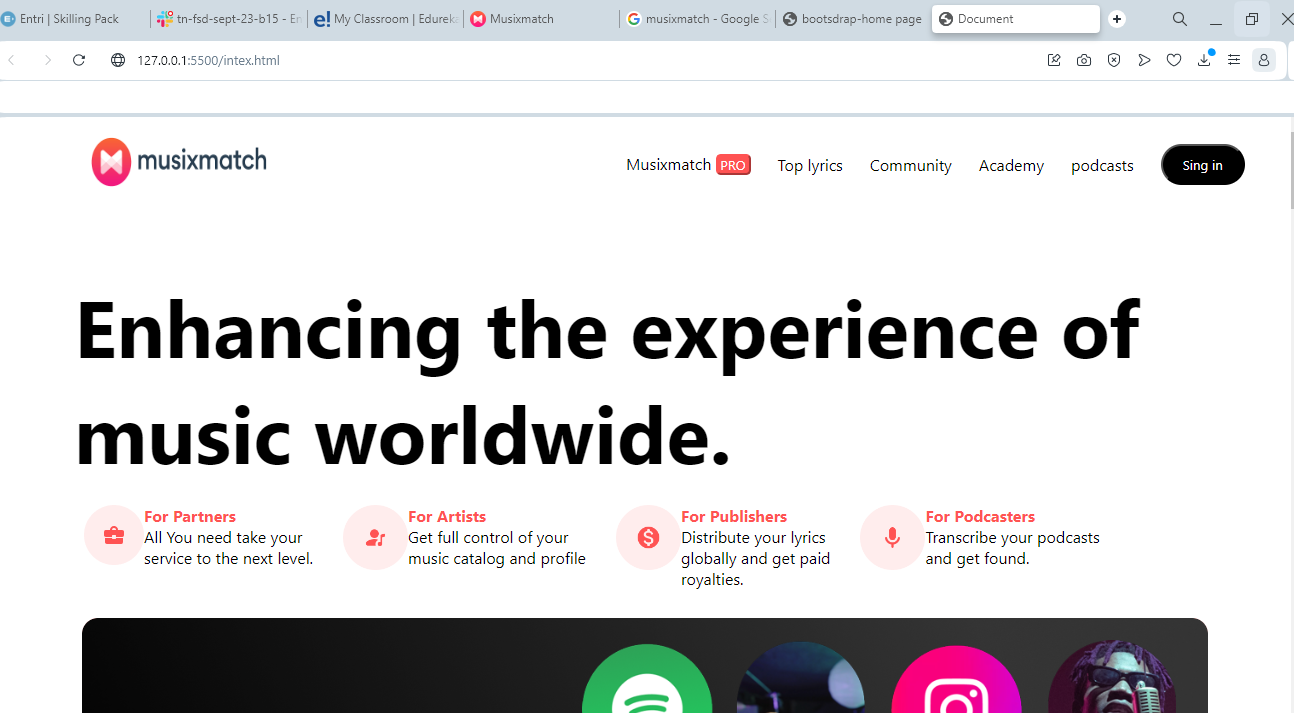 Entri | Skilling Pack
tn-fsd-sept-23-b15 - En
e! My Classroom | Edureka
Musixmatch
G musixmatch - Google S
bootsdrap-home page
Document
127.0.0.1:5500/intex.html
musixmatch
Musixmatch PRO
Top lyrics
Community
Academy
podcasts
Sing in
Enhancing the experience of
music worldwide.
For Partners
All You need take your
service to the next level.
For Artists
Get full control of your
music catalog and profile
For Publishers
Distribute your lyrics
globally and get paid
royalties.
For Podcasters
Transcribe your podcasts
and get found.